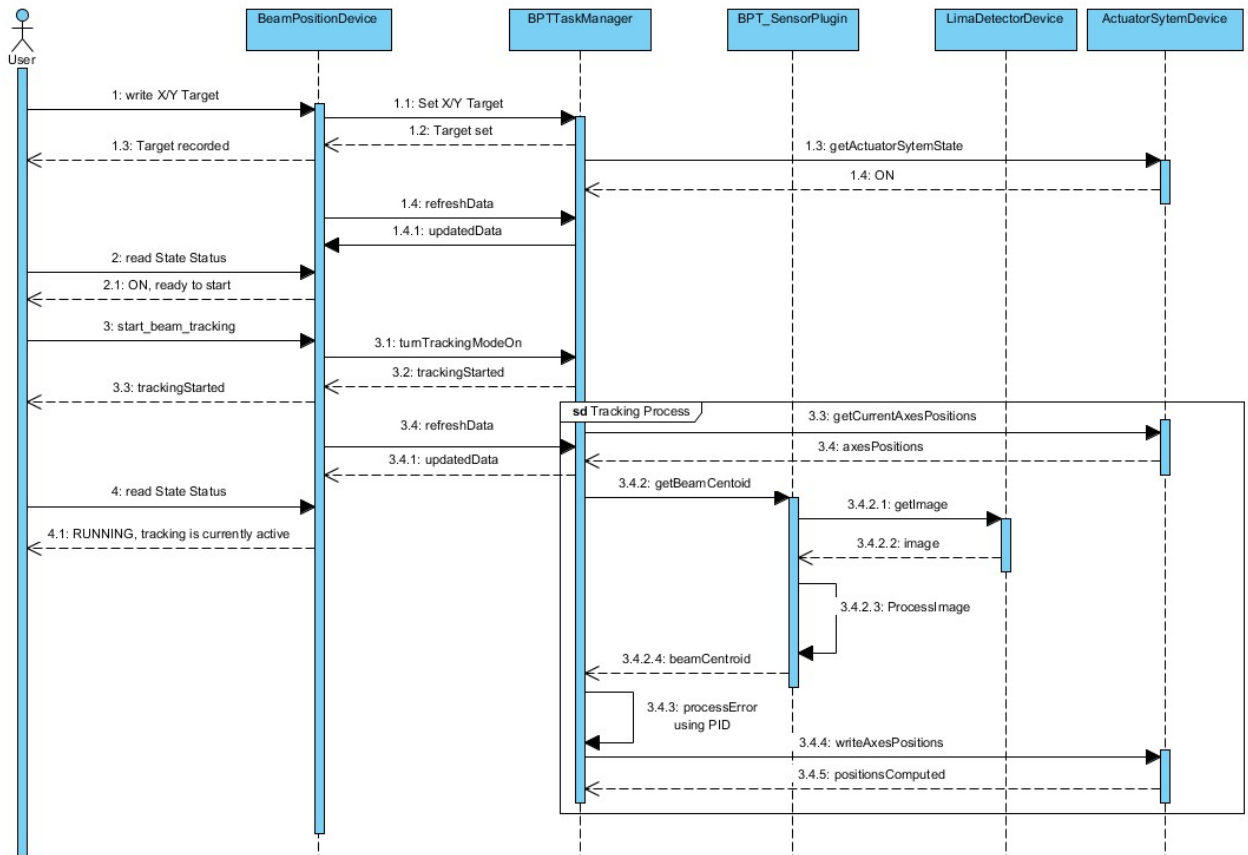 BeamPositionDevice
BPTTaskManager
BPT_SensorPlugin
LimaDetectorDevice
ActuatorSytemDevice
User
1: write X/Y Target
1.1: Set X/Y Target
1.2: Target set
1.3: Target recorded
1.3: getActuatorSytemState
1.4: ON
1.4: refreshData
1.4.1: updatedData
2: read State Status
2.1: ON, ready to start
3: start_beam_tracking
3.1: turnTrackingModeOn
3.2: trackingStarted
3.3: trackingStarted
sd Tracking Process
3.3: getCurrentAxesPositions
3.4: refreshData
3.4: axesPositions
3.4.1: updatedData
3.4.2: getBeamCentoid
4: read State Status
3.4.2.1: getImage
4.1: RUNNING, tracking is currently active
3.4.2.2: image
3.4.2.3: ProcessImage
3.4.2.4: beamCentroid
3.4.3: processError
using PID
3.4.4: writeAxesPositions
3.4.5: positionsComputed